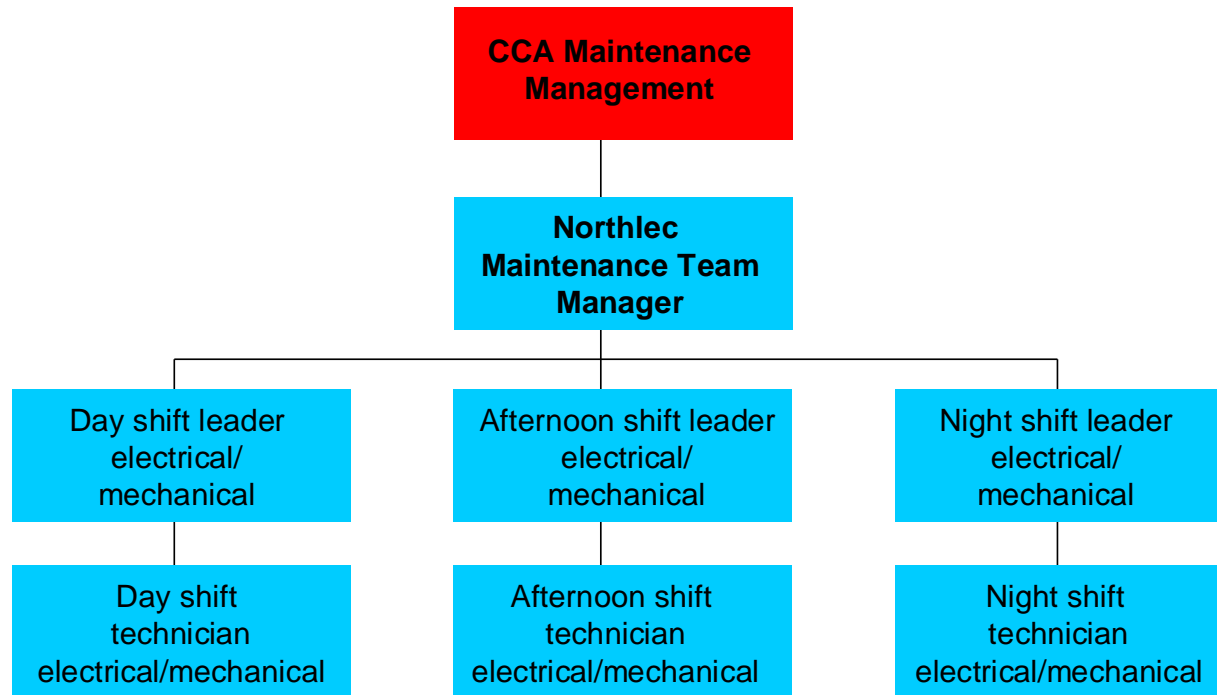 CCA Maintenance
Management
Northlec
Maintenance Team
Manager
Day shift leader
electrical/
mechanical
Afternoon shift leader
electrical/
mechanical
Night shift leader
electrical/
mechanical
Day shift
technician
electrical/mechanical
Afternoon shift
technician
electrical/mechanical
Night shift
technician
electrical/mechanical